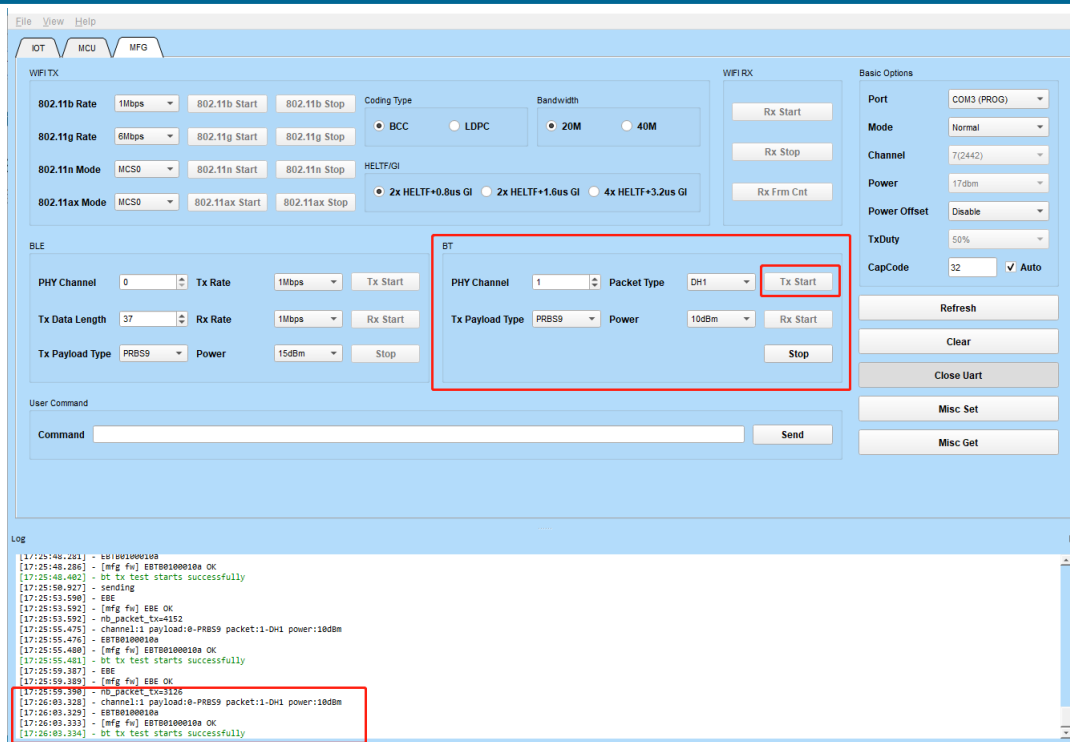 File View Help
IOT MCU MFG
WIFI TX
802.11b Rate 1Mbps 802.11b Start 802.11b Stop
802.11g Rate 6Mbps 802.11g Start 802.11g Stop
802.11n Mode MCS0 802.11n Start 802.11n Stop
802.11ax Mode MCS0 802.11ax Start 802.11ax Stop
Coding Type
BCC LDPC
Bandwidth
20M 40M
HELTF/GI
2x HELTF+0.8us GI 2x HELTF+1.6us GI 4x HELTF+3.2us GI
WIFI RX
Rx Start
Rx Stop
Rx Frm Cnt
Basic Options
Port COM3 (PROG)
Mode Normal
Channel 7(2442)
Power 17dbm
Power Offset Disable
TxDuty 50%
CapCode 32 Auto
Refresh
Clear
Close Uart
Misc Set
Misc Get
BLE
PHY Channel 0 Tx Rate 1Mbps Tx Start
Tx Data Length 37 Rx Rate 1Mbps Rx Start
Tx Payload Type PRBS9 Power 15dBm Stop
BT
PHY Channel 1 Packet Type DH1 Tx Start
Tx Payload Type PRBS9 Power 10dBm Rx Start
Stop
User Command
Command Send
Log
[17:25:48.281] - EBTB0100010a
[17:25:48.286] - [mfg fw] EBTB0100010a OK
[17:25:48.402] - bt tx test starts successfully
[17:25:50.927] - sending
[17:25:53.590] - EBE
[17:25:53.592] - [mfg fw] EBE OK
[17:25:53.592] - nb_packet_tx=4152
[17:25:55.475] - channel:1 payload:0-PRBS9 packet:1-DH1 power:10dBm
[17:25:55.476] - EBTB0100010a
[17:25:55.480] - [mfg fw] EBTB0100010a OK
[17:25:55.481] - bt tx test starts successfully
[17:25:59.387] - EBE
[17:25:59.389] - [mfg fw] EBE OK
[17:25:59.390] - nb_packet_tx=3126
[17:26:03.328] - channel:1 payload:0-PRBS9 packet:1-DH1 power:10dBm
[17:26:03.329] - EBTB0100010a
[17:26:03.333] - [mfg fw] EBTB0100010a OK
[17:26:03.334] - bt tx test starts successfully